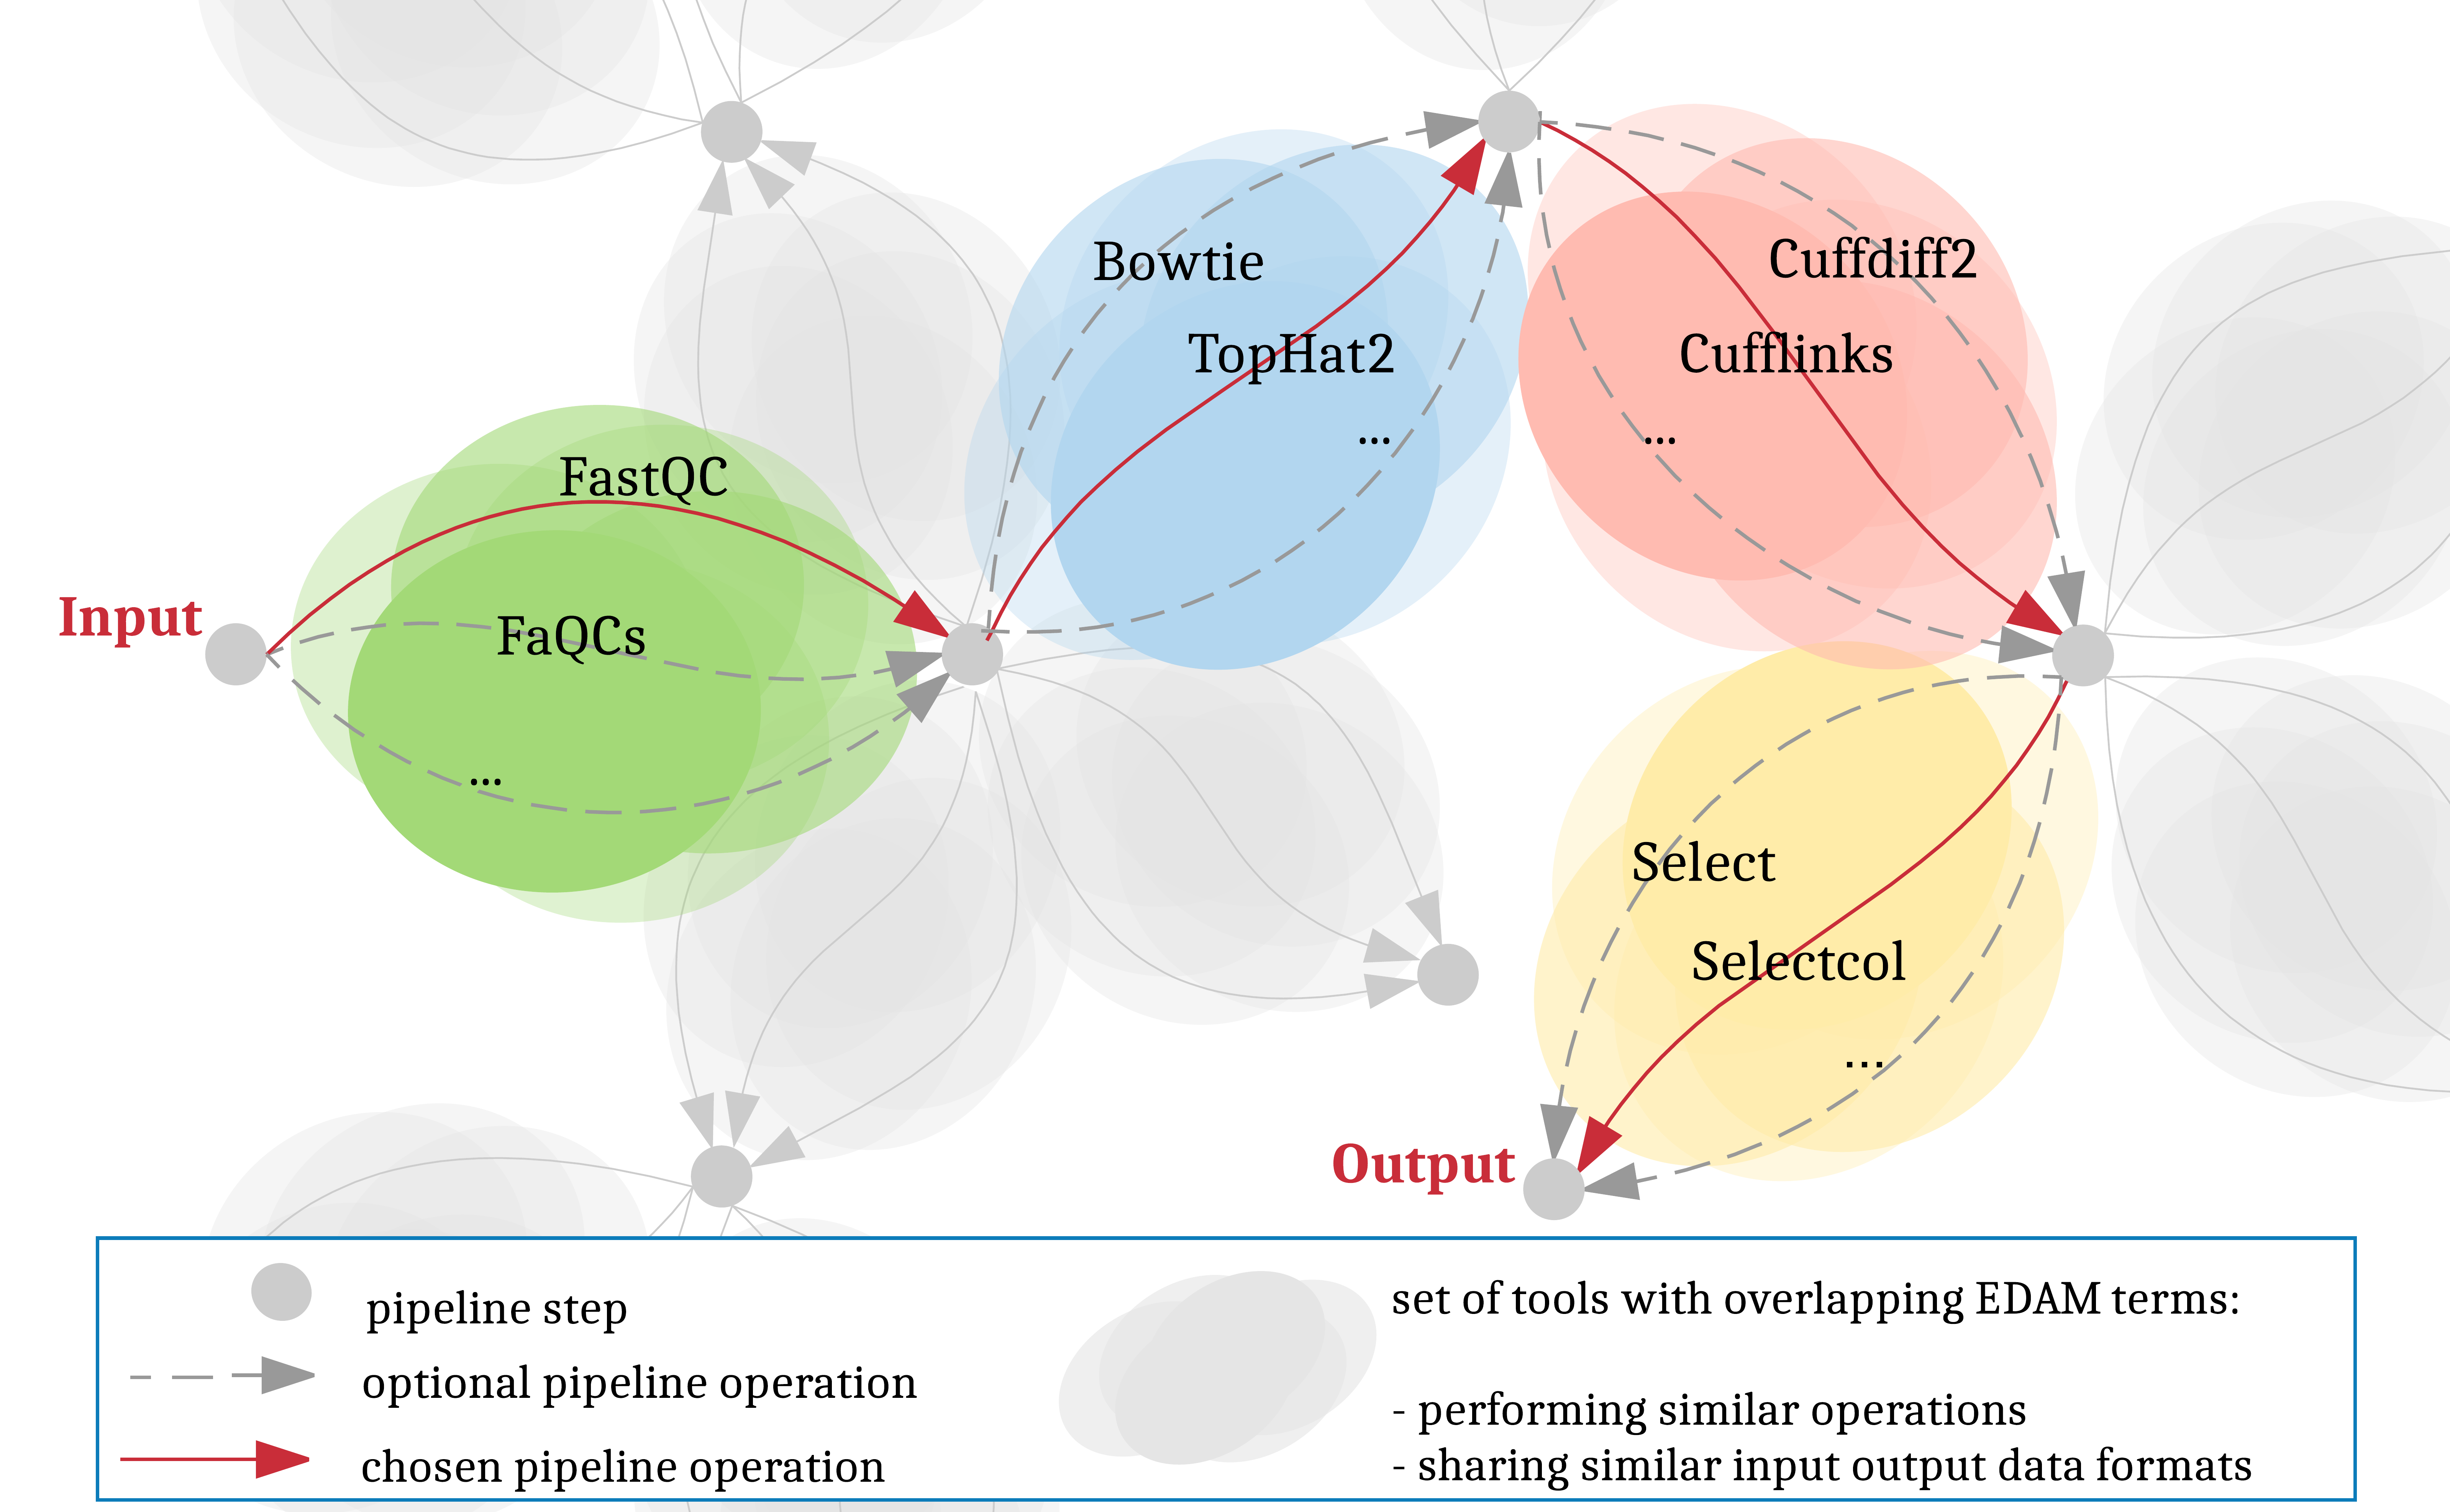 Bowtie
TopHat2
...
Cuffdiff2
Cufflinks
...
FastQC
FaQCs
...
Input
Select
Selectcol
...
Output
pipeline step
optional pipeline operation
chosen pipeline operation
set of tools with overlapping EDAM terms:
- performing similar operations
- sharing similar input output data formats